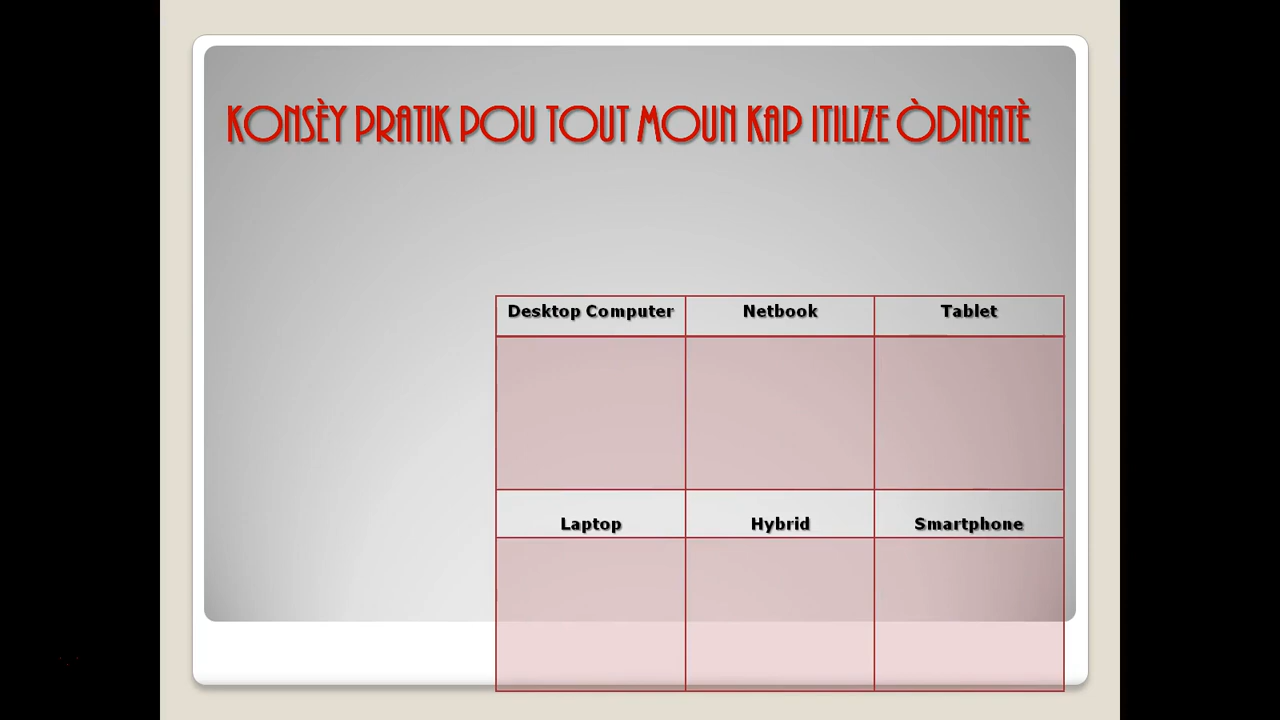 KONSÈY PRATIK POU TOUT MOUN KAP ITILIZE ÒDINATÈ
Desktop Computer Netbook Tablet
Laptop Hybrid Smartphone